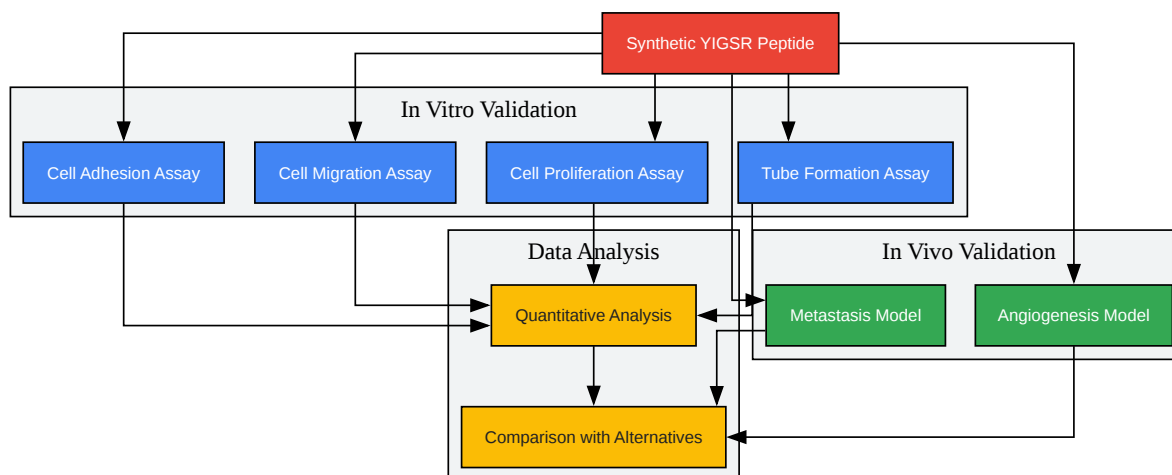 Synthetic YIGSR Peptide
In Vitro Validation
Cell Adhesion Assay
Cell Migration Assay
Cell Proliferation Assay
Tube Formation Assay
Data Analysis
In Vivo Validation
Quantitative Analysis
Metastasis Model
Angiogenesis Model
Comparison with Alternatives